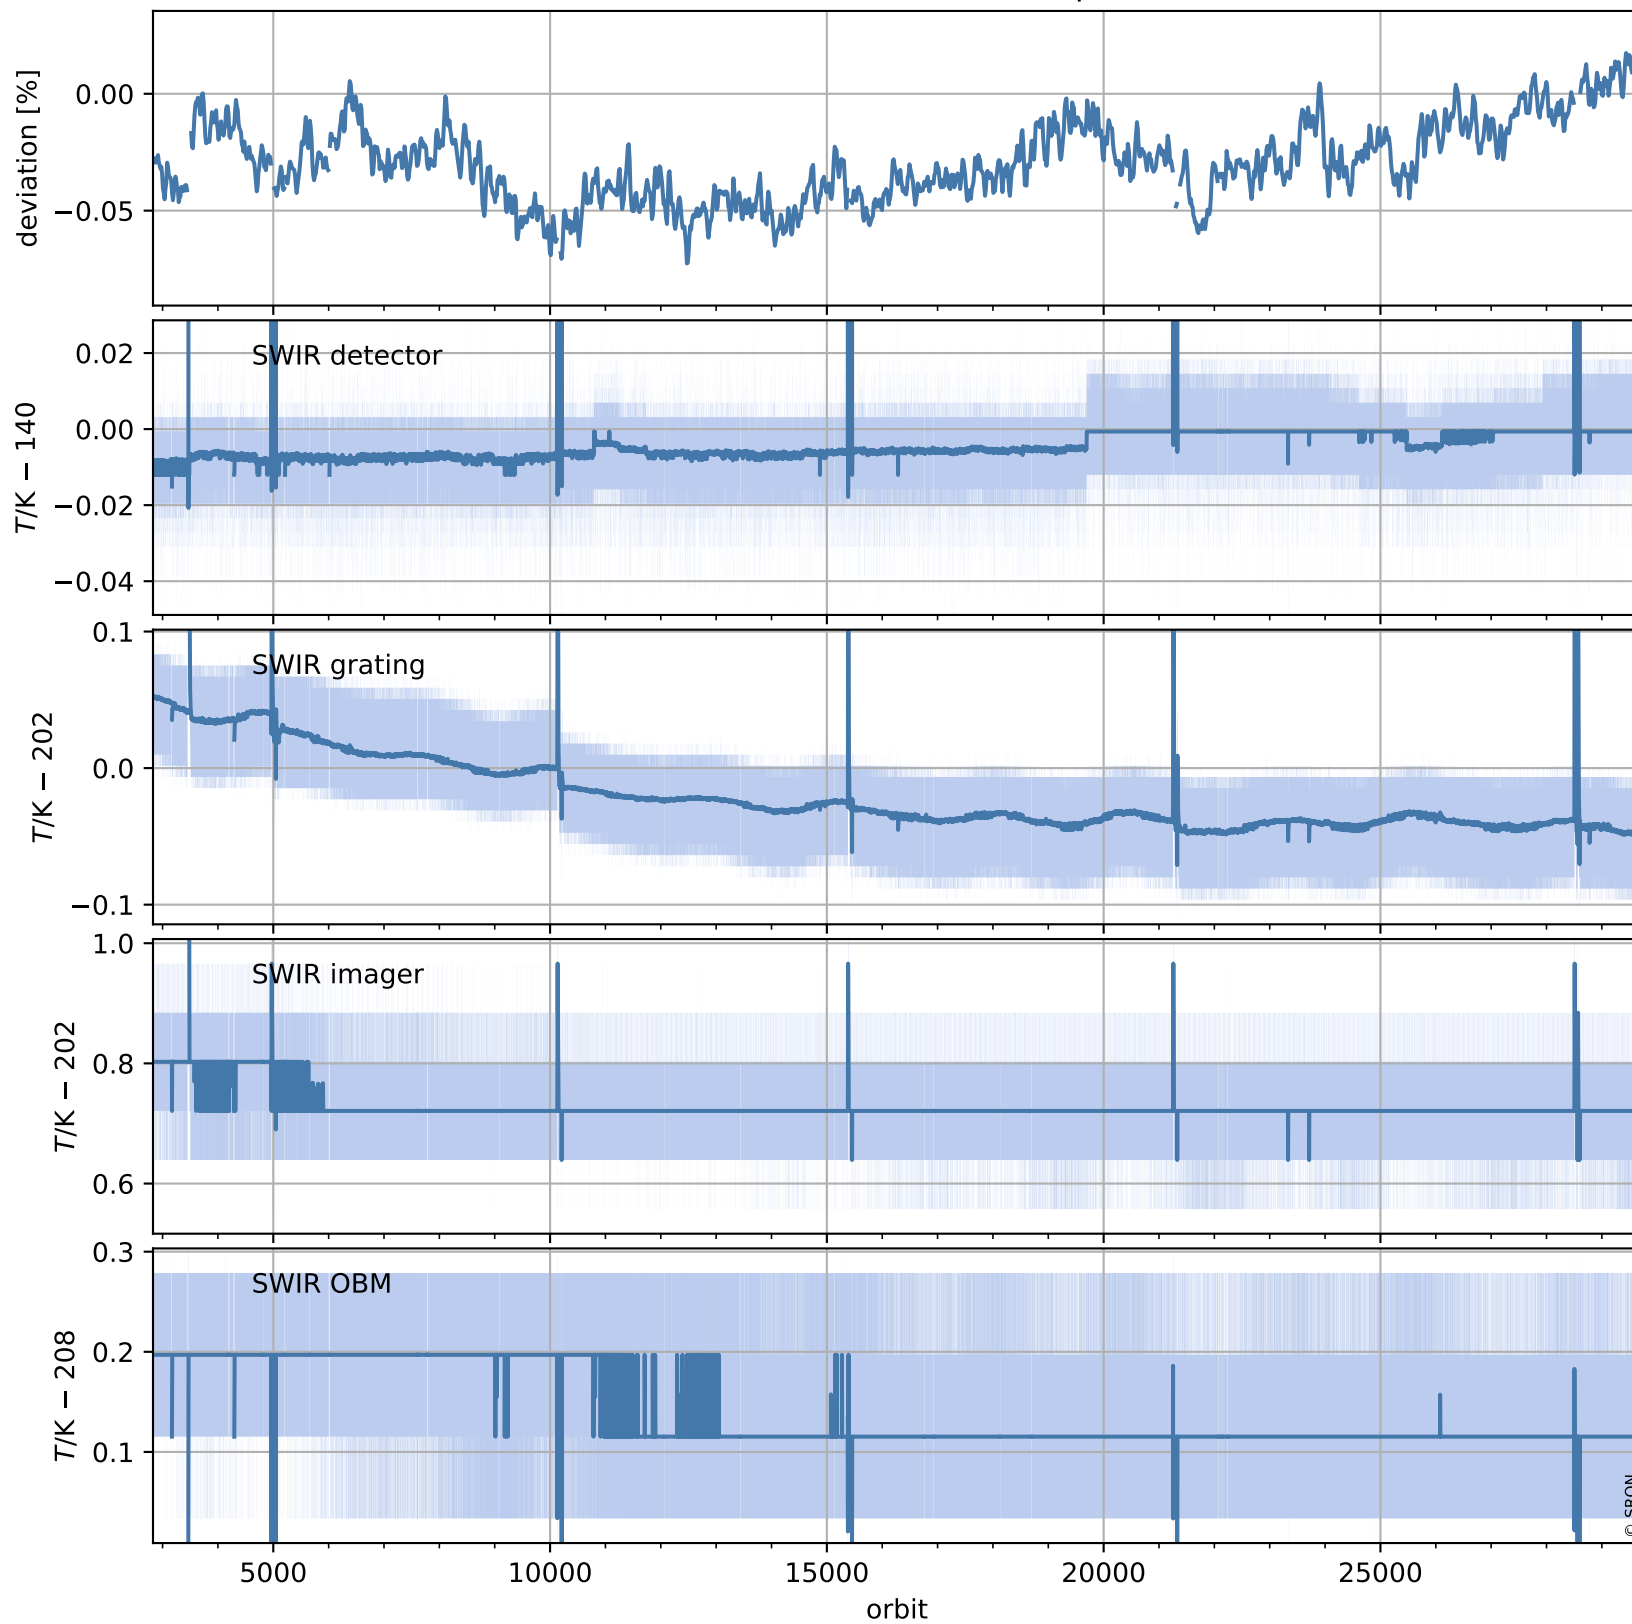 deviation [%]
0.00
−0.05
SWIR detector
T/K − 140
0.02
0.00
−0.02
−0.04
SWIR grating
T/K − 202
0.1
0.0
−0.1
SWIR imager
T/K − 202
1.0
0.8
0.6
SWIR OBM
T/K − 208
0.3
0.2
0.1
© SRON
5000 10000 15000 20000 25000
orbit